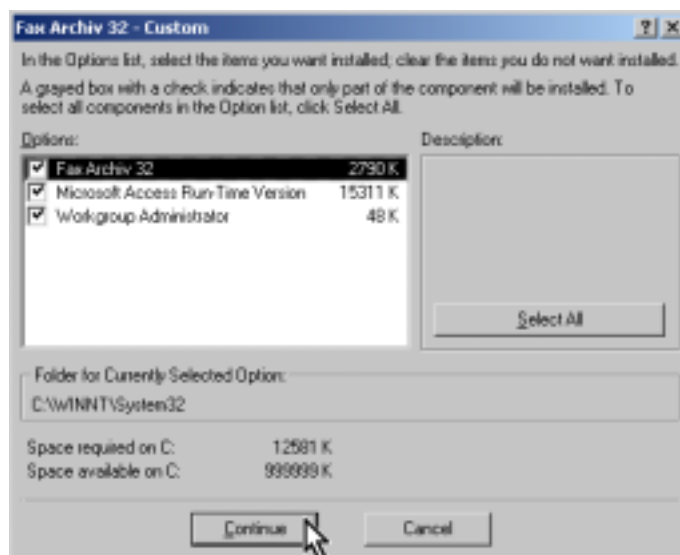 Fax Archiv 32 - Custom
In the Options list, select the items you want installed; clear the items you do not want installed.
A grayed box with a check indicates that only part of the component will be installed. To
select all components in the Option list, click Select All.
Options:
Description:
Fax Archiv 32 2790 K
Microsoft Access Run-Time Version 15311 K
Workgroup Administrator 48 K
Select All
Folder for Currently Selected Option:
C:\WINNT\System32
Space required on C: 12581 K
Space available on C: 999999 K
Continue
Cancel